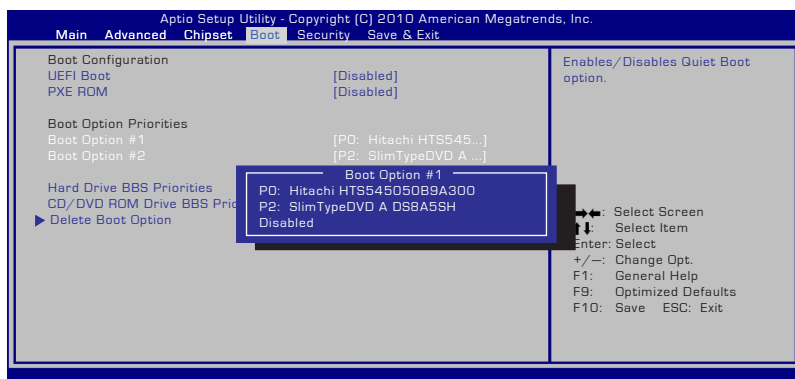 Aptio Setup Utility - Copyright (C) 2010 American Megatrends, Inc.
Main Advanced Chipset Boot Security Save & Exit
Boot Configuration
UEFI Boot [Disabled]
PXE ROM [Disabled]
Boot Option Priorities
Boot Option #1 [P0: Hitachi HTS545...]
Boot Option #2 [P2: SlimTypeDVD A ...]
Hard Drive BBS Priorities
CD/DVD ROM Drive BBS Prio
Delete Boot Option
Boot Option #1
P0: Hitachi HTS545050B9A300
P2: SlimTypeDVD A DS8A5SH
Disabled
Enables/Disables Quiet Boot
option.
→←: Select Screen
↑↓: Select Item
Enter: Select
+/—: Change Opt.
F1: General Help
F9: Optimized Defaults
F10: Save ESC: Exit